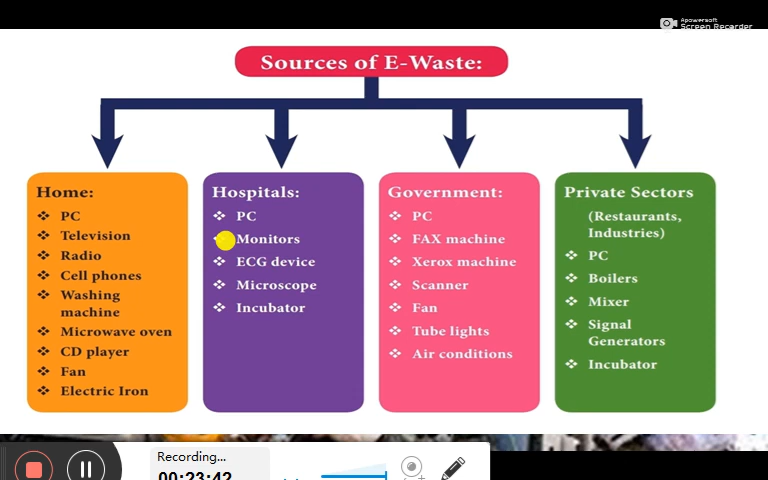 Apowersoft
Screen Recorder
Sources of E-Waste:
Home:
PC
Television
Radio
Cell phones
Washing
machine
Microwave oven
CD player
Fan
Electric Iron
Hospitals:
PC
Monitors
ECG device
Microscope
Incubator
Government:
PC
FAX machine
Xerox machine
Scanner
Fan
Tube lights
Air conditions
Private Sectors
(Restaurants,
Industries)
PC
Boilers
Mixer
Signal
Generators
Incubator
Recording...
00:23:42